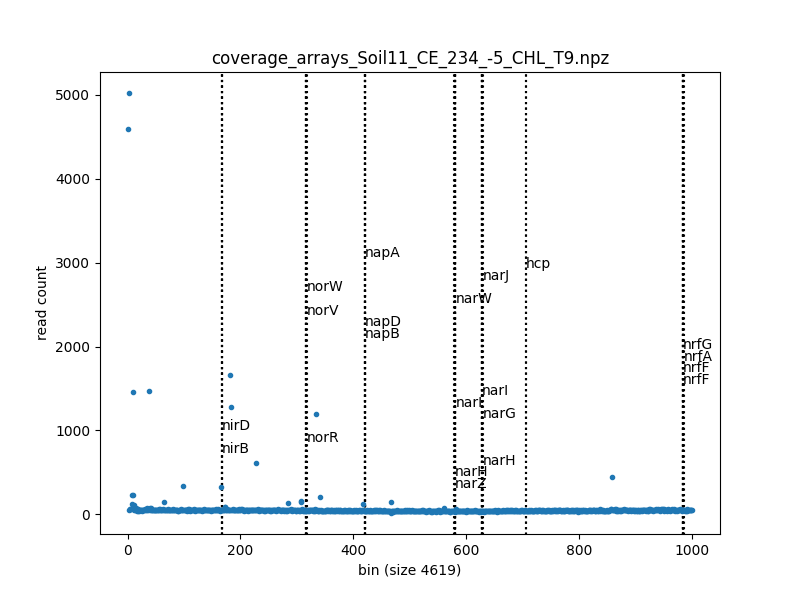 coverage_arrays_Soil11_CE_234_-5_CHL_T9.npz
5000
4000
3000
2000
1000
0
read count
napA
hcp
narJ
norW
narW
norV
napD
napB
nrfG
nrfA
nrfF
nrfF
narI
narG
nirD
norR
nirB
narH
narH
narZ
0
200
400
600
800
1000
bin (size 4619)